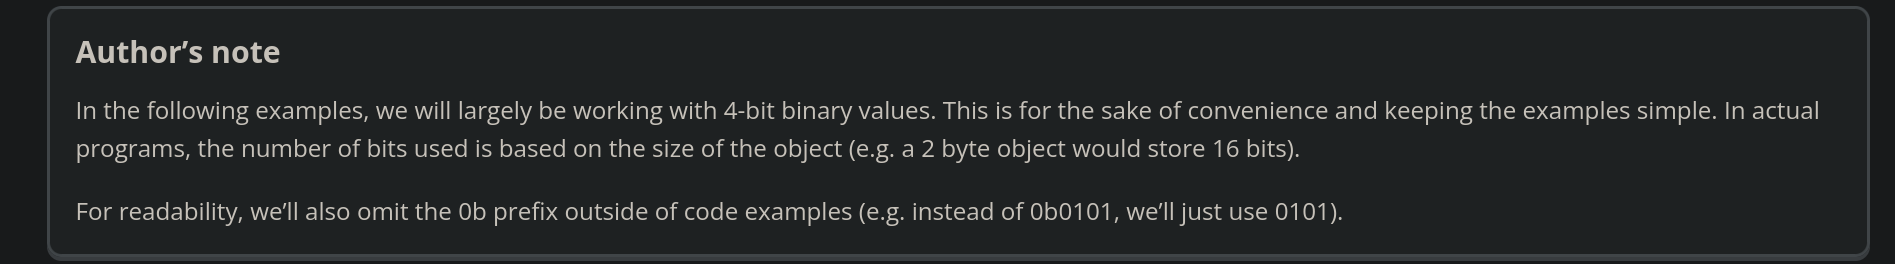 Author’s note
In the following examples, we will largely be working with 4-bit binary values. This is for the sake of convenience and keeping the examples simple. In actual
programs, the number of bits used is based on the size of the object (e.g. a 2 byte object would store 16 bits).
For readability, we’ll also omit the 0b prefix outside of code examples (e.g. instead of 0b0101, we’ll just use 0101).